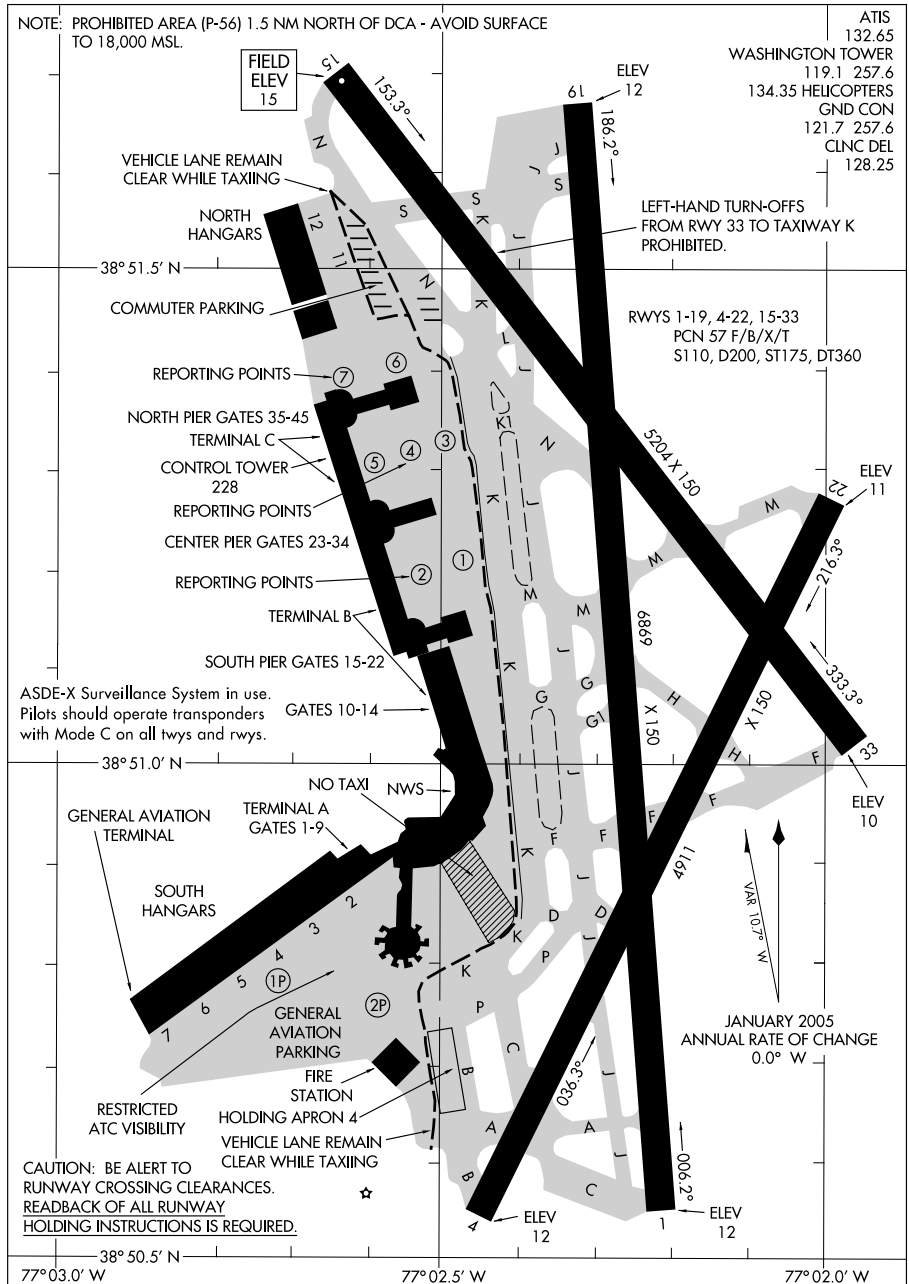 NOTE: PROHIBITED AREA (P-56) 1.5 NM NORTH OF DCA - AVOID SURFACE
TO 18,000 MSL.
ATIS
132.65
WASHINGTON TOWER
119.1 257.6
134.35 HELICOPTERS
GND CON
121.7 257.6
CLNC DEL
128.25
FIELD
ELEV
15
15
153.3°
19
ELEV
12
186.2°
J
J
S
N
VEHICLE LANE REMAIN
CLEAR WHILE TAXIING
S
S
K
J
NORTH
HANGARS
12
11
LEFT-HAND TURN-OFFS
FROM RWY 33 TO TAXIWAY K
PROHIBITED.
38° 51.5' N
N
K
COMMUTER PARKING
RWYS 1-19, 4-22, 15-33
PCN 57 F/B/X/T
S110, D200, ST175, DT360
K
L
J
REPORTING POINTS
7
6
NORTH PIER GATES 35-45
TERMINAL C
K
N
3
4
5
CONTROL TOWER
228
REPORTING POINTS
5204 X 150
K
J
22
ELEV
11
W
CENTER PIER GATES 23-34
216.3°
1
2
REPORTING POINTS
M
M
M
TERMINAL B
6869
X 150
SOUTH PIER GATES 15-22
K
J
G
G
G1
H
H
333.3°
X 150
ASDE-X Surveillance System in use.
Pilots should operate transponders
with Mode C on all twys and rwys.
GATES 10-14
33
38° 51.0' N
NO TAXI
NWS
J
F
ELEV
10
GENERAL AVIATION
TERMINAL
TERMINAL A
GATES 1-9
K
F
F
F
F
4911
J
VAR 10.7° W
SOUTH
HANGARS
2
3
4
5
6
7
D
D
J
K
P
K
P
1P
2P
GENERAL
AVIATION
PARKING
JANUARY 2005
ANNUAL RATE OF CHANGE
0.0° W
C
B
036.3°
J
FIRE
STATION
RESTRICTED
ATC VISIBILITY
HOLDING APRON 4
A
A
J
006.2°
VEHICLE LANE REMAIN
CLEAR WHILE TAXIING
B
C
CAUTION: BE ALERT TO
RUNWAY CROSSING CLEARANCES.
READBACK OF ALL RUNWAY
HOLDING INSTRUCTIONS IS REQUIRED.
4
ELEV
12
1
ELEV
12
38° 50.5' N
77° 03.0' W
77° 02.5' W
77° 02.0' W